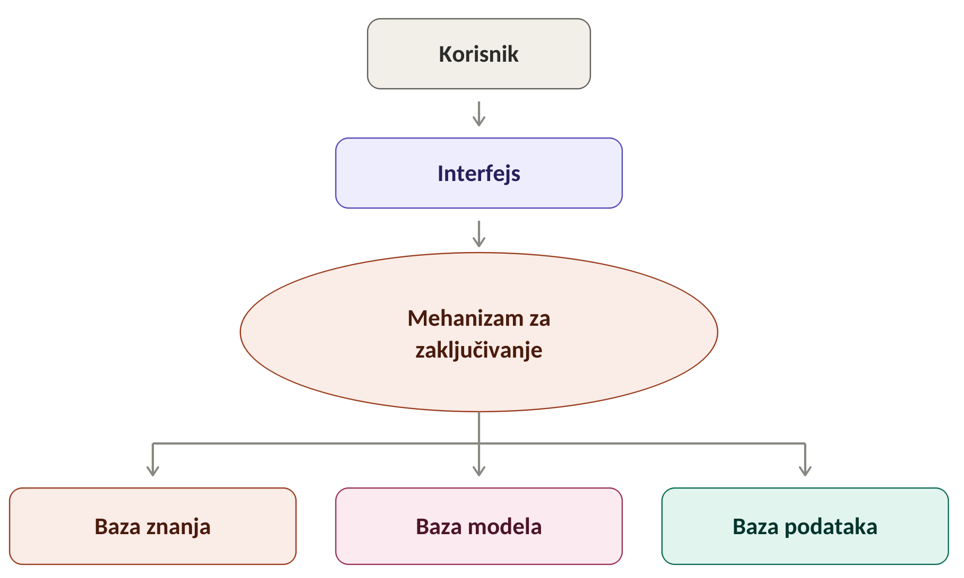 Korisnik
Interfejs
Mehanizam za
zaključivanje
Baza znanja
Baza modela
Baza podataka